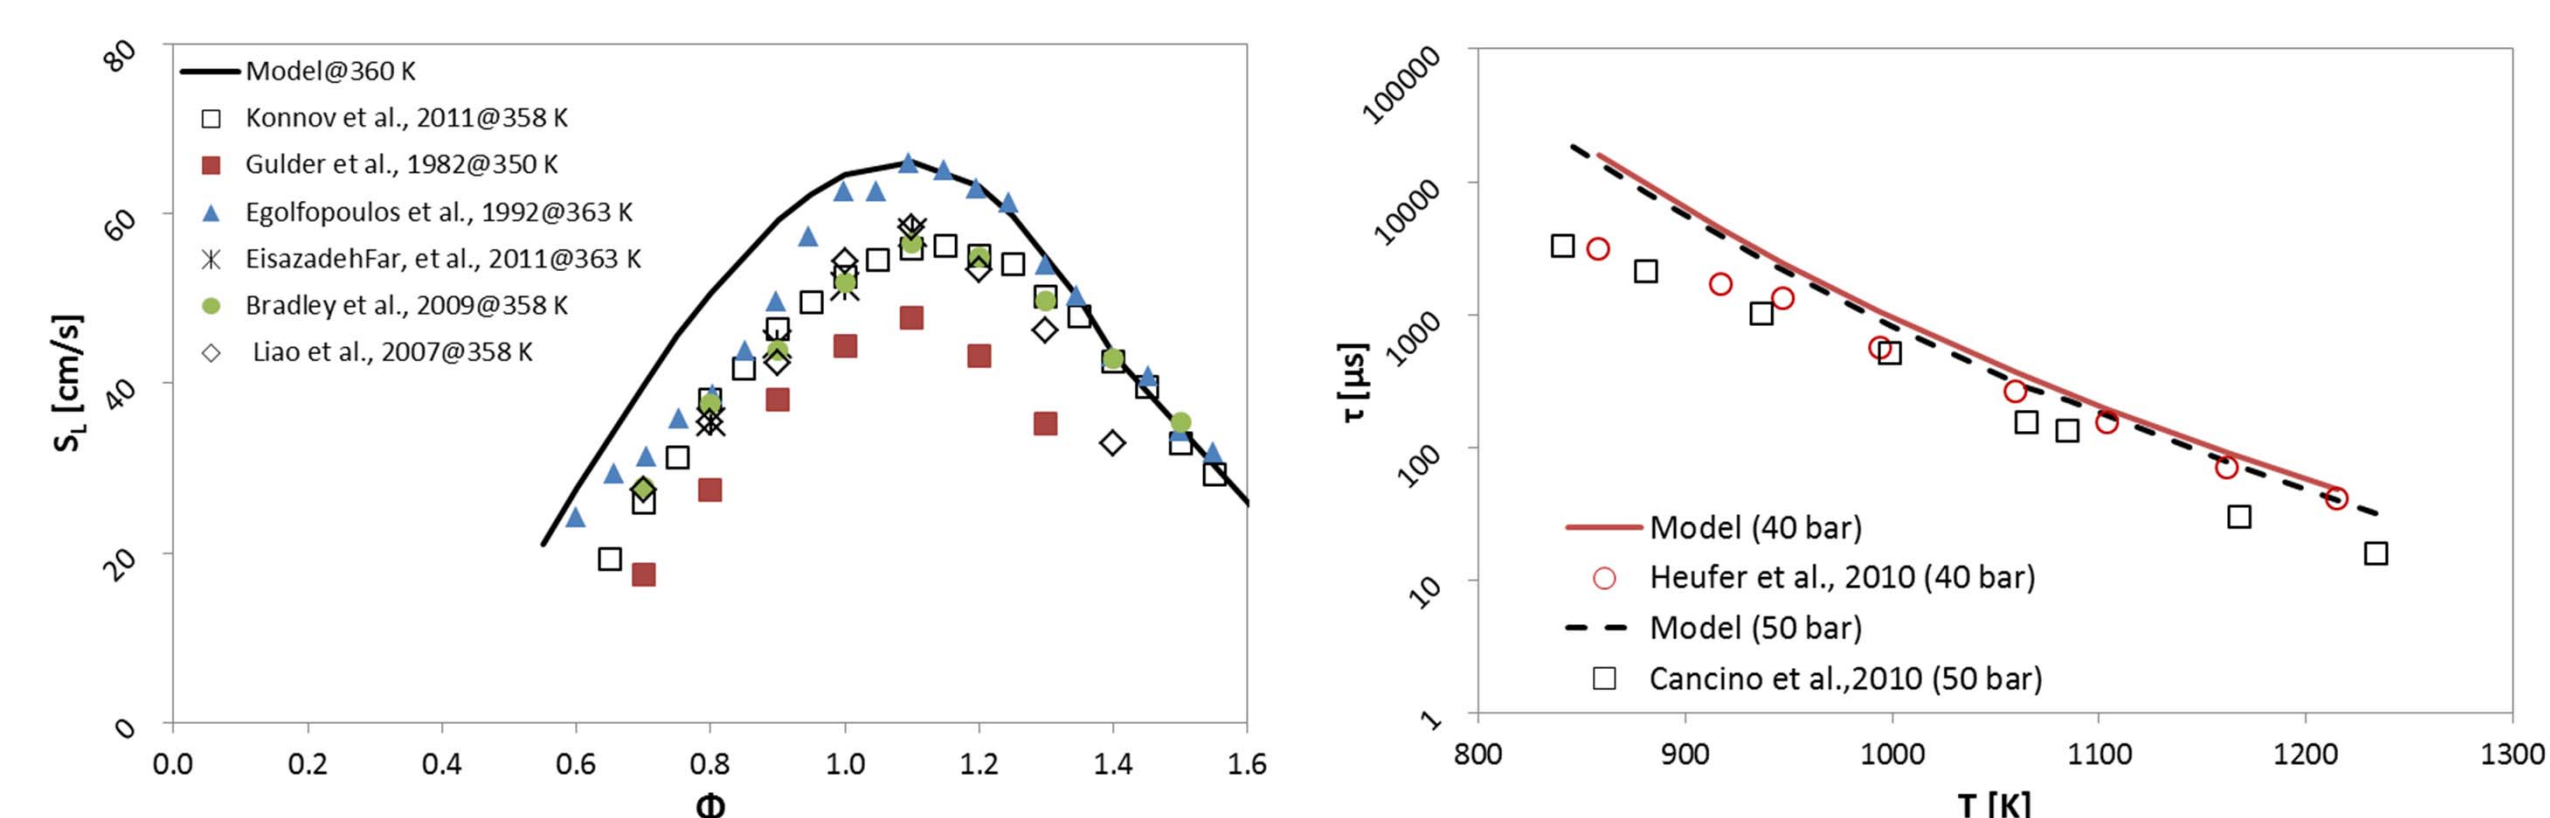 80
60
40
20
0
S_L [cm/s]
Model@360 K
Konnov et al., 2011@358 K
Gulder et al., 1982@350 K
Egolfopoulos et al., 1992@363 K
EisazadehFar, et al., 2011@363 K
Bradley et al., 2009@358 K
Liao et al., 2007@358 K
0.0 0.2 0.4 0.6 0.8 1.0 1.2 1.4 1.6
Φ
100000
10000
1000
100
10
1
τ [μs]
Model (40 bar)
Heufer et al., 2010 (40 bar)
Model (50 bar)
Cancino et al.,2010 (50 bar)
800 900 1000 1100 1200 1300
T [K]